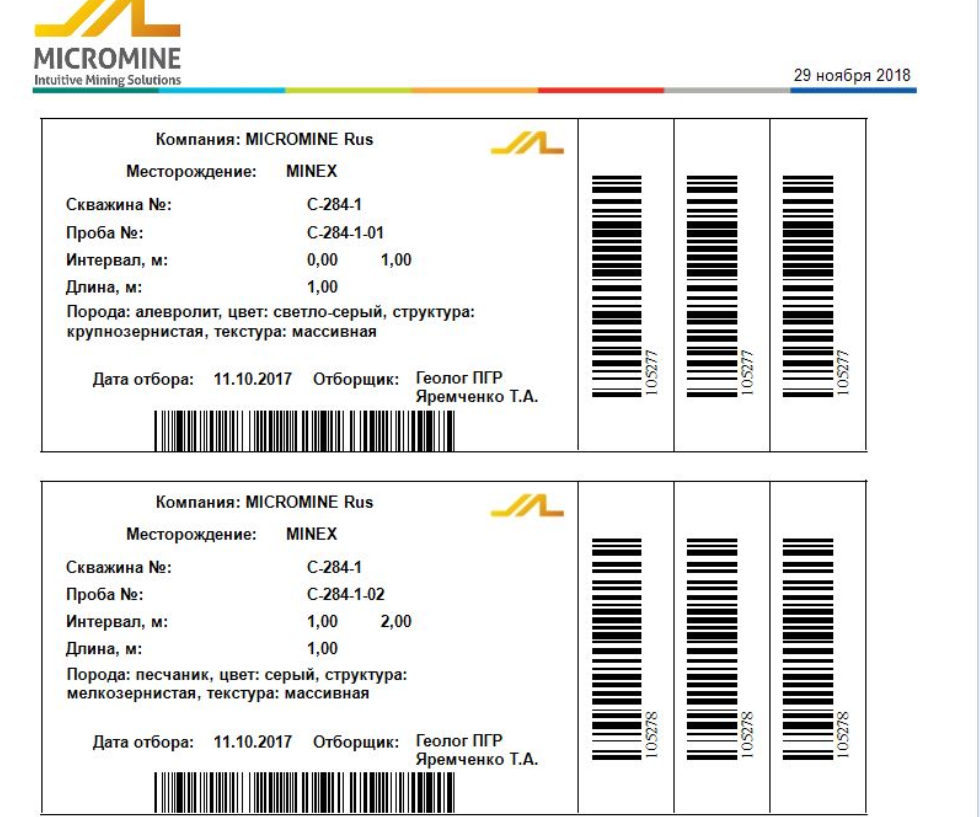 MICROMINE
Intuitive Mining Solutions
29 ноября 2018
Компания: MICROMINE Rus
Месторождение: MINEX
Скважина №: C-284-1
Проба №: C-284-1-01
Интервал, м: 0,00 1,00
Длина, м: 1,00
Порода: алевролит, цвет: светло-серый, структура:
крупнозернистая, текстура: массивная
Дата отбора: 11.10.2017 Отборщик: Геолог ПГР
Яремченко Т.А.
105277
105277
105277
Компания: MICROMINE Rus
Месторождение: MINEX
Скважина №: C-284-1
Проба №: C-284-1-02
Интервал, м: 1,00 2,00
Длина, м: 1,00
Порода: песчаник, цвет: серый, структура:
мелкозернистая, текстура: массивная
Дата отбора: 11.10.2017 Отборщик: Геолог ПГР
Яремченко Т.А.
105278
105278
105278